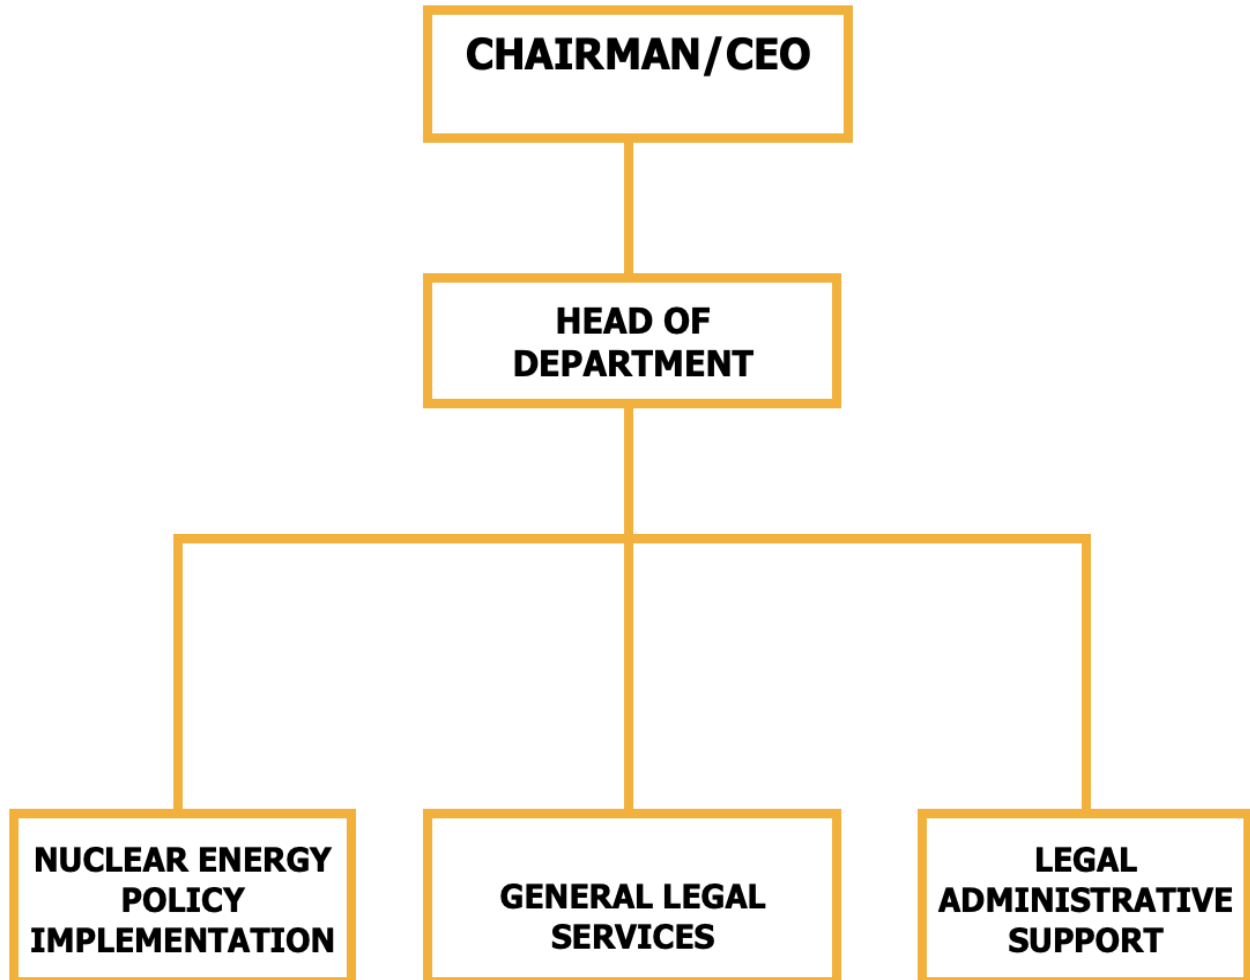 CHAIRMAN/CEO
HEAD OF
DEPARTMENT
NUCLEAR ENERGY
POLICY
IMPLEMENTATION
GENERAL LEGAL
SERVICES
LEGAL
ADMINISTRATIVE
SUPPORT